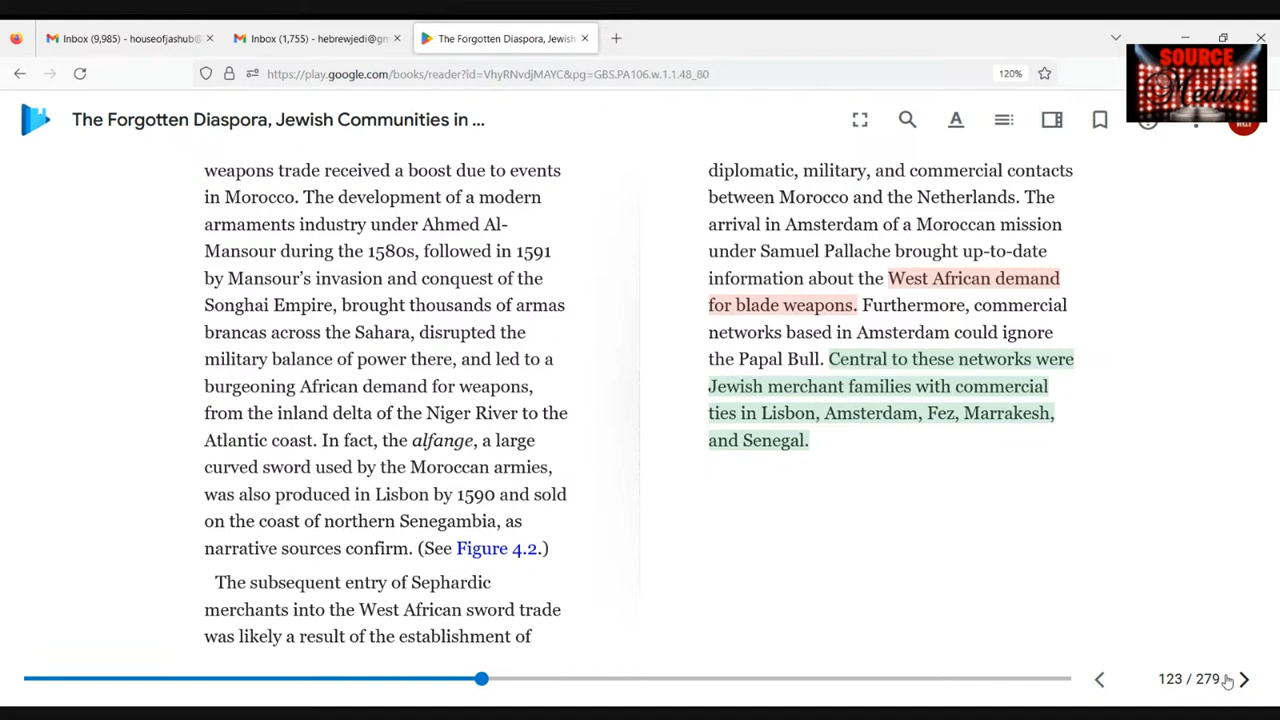 Inbox (9,985) - houseofjashub@
Inbox (1,755) - hebrewjedi@gm
The Forgotten Diaspora, Jewish
https://play.google.com/books/reader?id=VhyRNvdjMAYC&pg=GBS.PA106.w.1.1.48_80
120%
SOURCE
Media
The Forgotten Diaspora, Jewish Communities in ...
weapons trade received a boost due to events
in Morocco. The development of a modern
armaments industry under Ahmed Al-
Mansour during the 1580s, followed in 1591
by Mansour’s invasion and conquest of the
Songhai Empire, brought thousands of armas
brancas across the Sahara, disrupted the
military balance of power there, and led to a
burgeoning African demand for weapons,
from the inland delta of the Niger River to the
Atlantic coast. In fact, the alfange, a large
curved sword used by the Moroccan armies,
was also produced in Lisbon by 1590 and sold
on the coast of northern Senegambia, as
narrative sources confirm. (See Figure 4.2.)
The subsequent entry of Sephardic
merchants into the West African sword trade
was likely a result of the establishment of
diplomatic, military, and commercial contacts
between Morocco and the Netherlands. The
arrival in Amsterdam of a Moroccan mission
under Samuel Pallache brought up-to-date
information about the West African demand
for blade weapons. Furthermore, commercial
networks based in Amsterdam could ignore
the Papal Bull. Central to these networks were
Jewish merchant families with commercial
ties in Lisbon, Amsterdam, Fez, Marrakesh,
and Senegal.
123 / 279